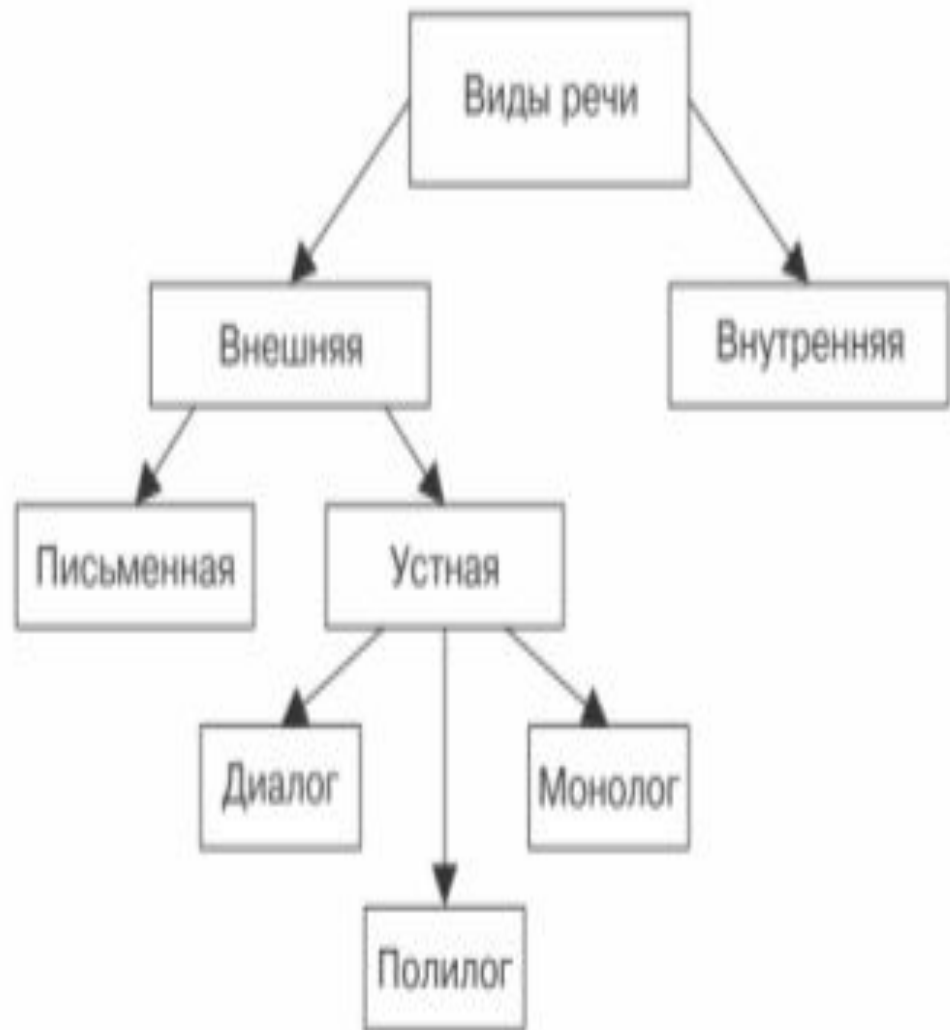 Виды речи
Внешняя
Внутренняя
Письменная
Устная
Диалог
Монолог
Полилог